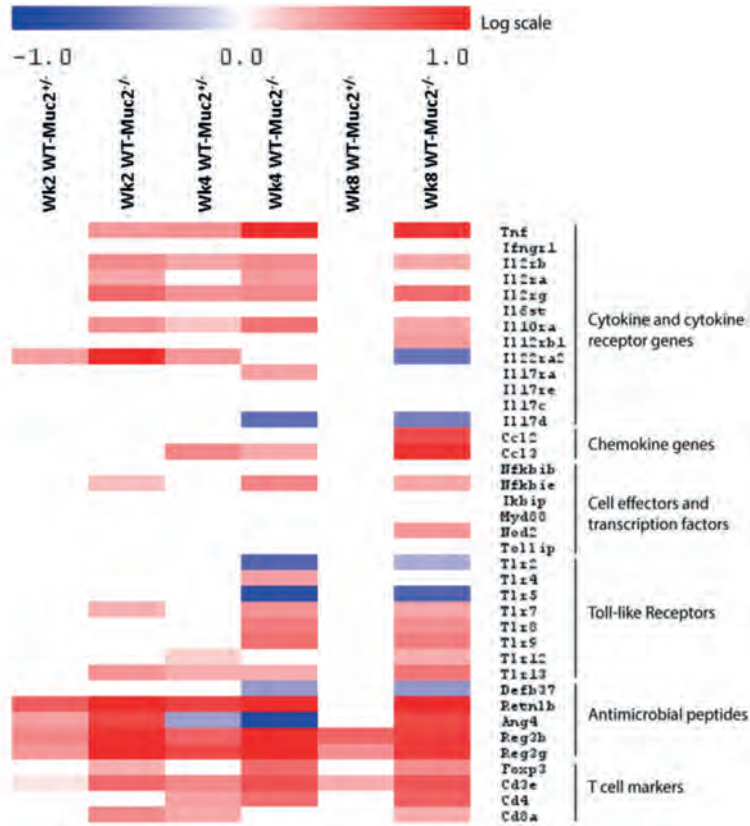 Log scale
-1.0 0.0 1.0
Wk2 WT-Muc2+/-
Wk2 WT-Muc2-/-
Wk4 WT-Muc2+/-
Wk4 WT-Muc2-/-
Wk8 WT-Muc2+/-
Wk8 WT-Muc2-/-
Tnf
Ifngr1
Il2rb
Il2ra
Il2rg
Il6st
Il10ra
Il12rb1
Il22ra2
Il17ra
Il17re
Il17c
Il17d
Cytokine and cytokine
receptor genes
Ccl2
Ccl3
Chemokine genes
Nfkbib
Nfkbie
Ikbip
Myd88
Nod2
Tollip
Cell effectors and
transcription factors
Tlr2
Tlr4
Tlr5
Tlr7
Tlr8
Tlr9
Tlr12
Tlr13
Toll-like Receptors
Defb37
Retnlb
Ang4
Reg3b
Reg3g
Antimicrobial peptides
Foxp3
Cd3e
Cd4
Cd8a
T cell markers